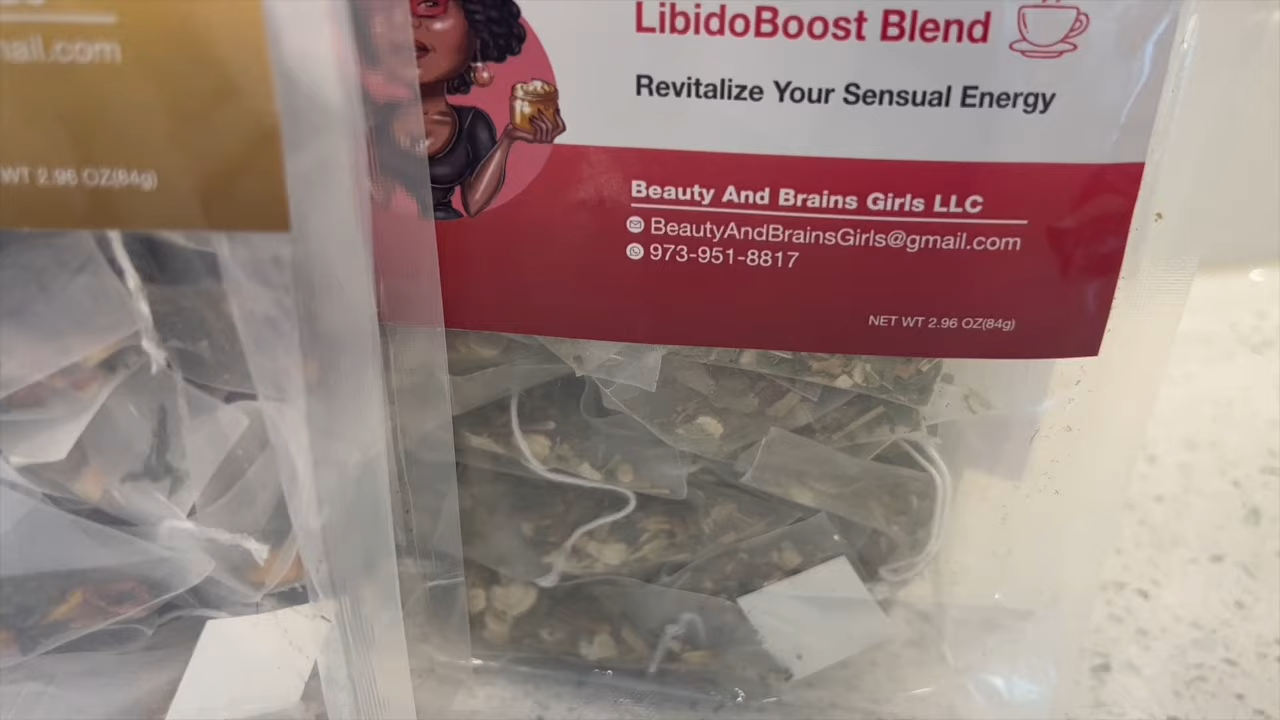 ail.com
WT 2.96 OZ(84g)
LibidoBoost Blend
Revitalize Your Sensual Energy
Beauty And Brains Girls LLC
BeautyAndBrainsGirls@gmail.com
973-951-8817
NET WT 2.96 OZ(84g)